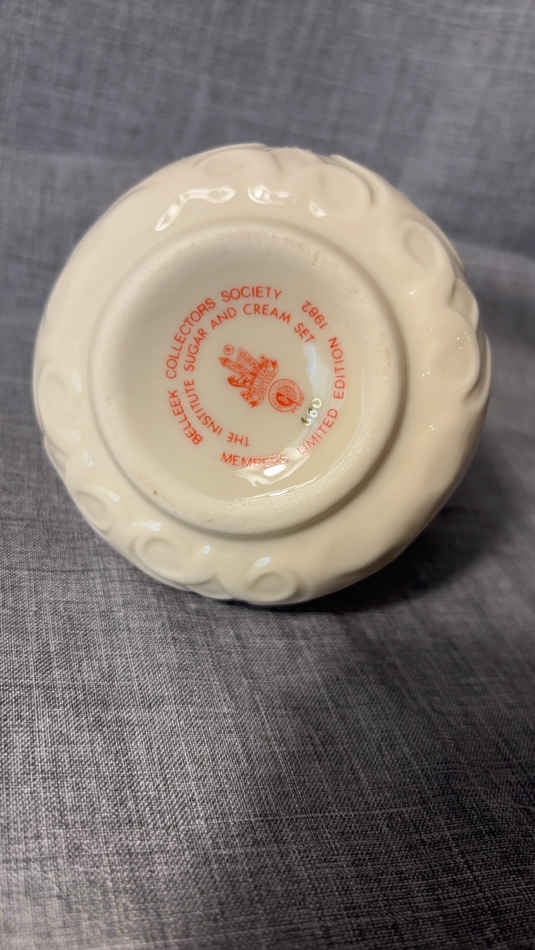 BELLEEK COLLECTORS SOCIETY
THE INSTITUTE SUGAR AND CREAM SET
MEMBERS LIMITED EDITION 1982